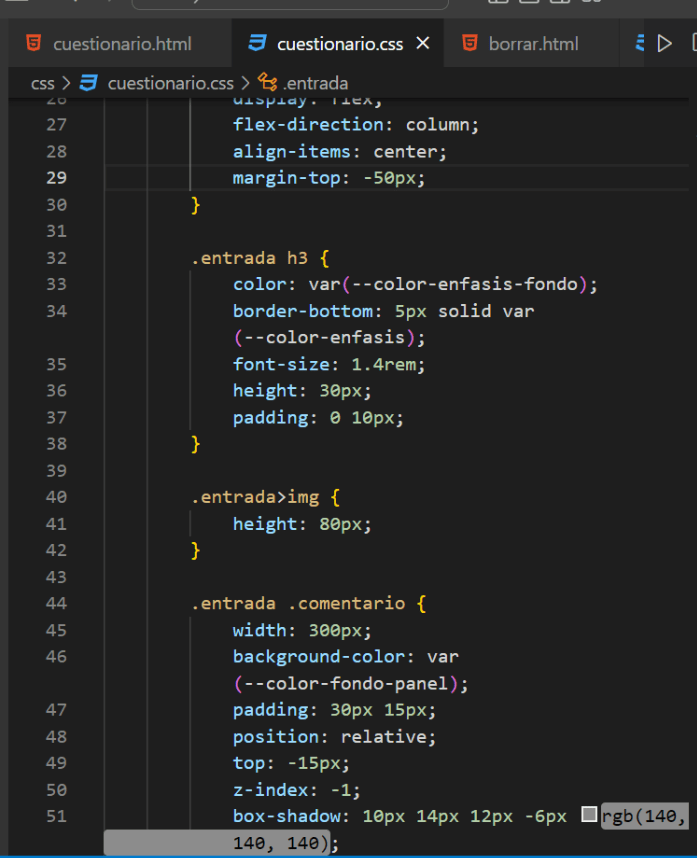 cuestionario.html cuestionario.css × borrar.html
css > cuestionario.css > .entrada
26 display: flex;
27 flex-direction: column;
28 align-items: center;
29 margin-top: -50px;
30 }
31
32 .entrada h3 {
33 color: var(--color-enfasis-fondo);
34 border-bottom: 5px solid var
(--color-enfasis);
35 font-size: 1.4rem;
36 height: 30px;
37 padding: 0 10px;
38 }
39
40 .entrada>img {
41 height: 80px;
42 }
43
44 .entrada .comentario {
45 width: 300px;
46 background-color: var
(--color-fondo-panel);
47 padding: 30px 15px;
48 position: relative;
49 top: -15px;
50 z-index: -1;
51 box-shadow: 10px 14px 12px -6px rgb(140,
140, 140);